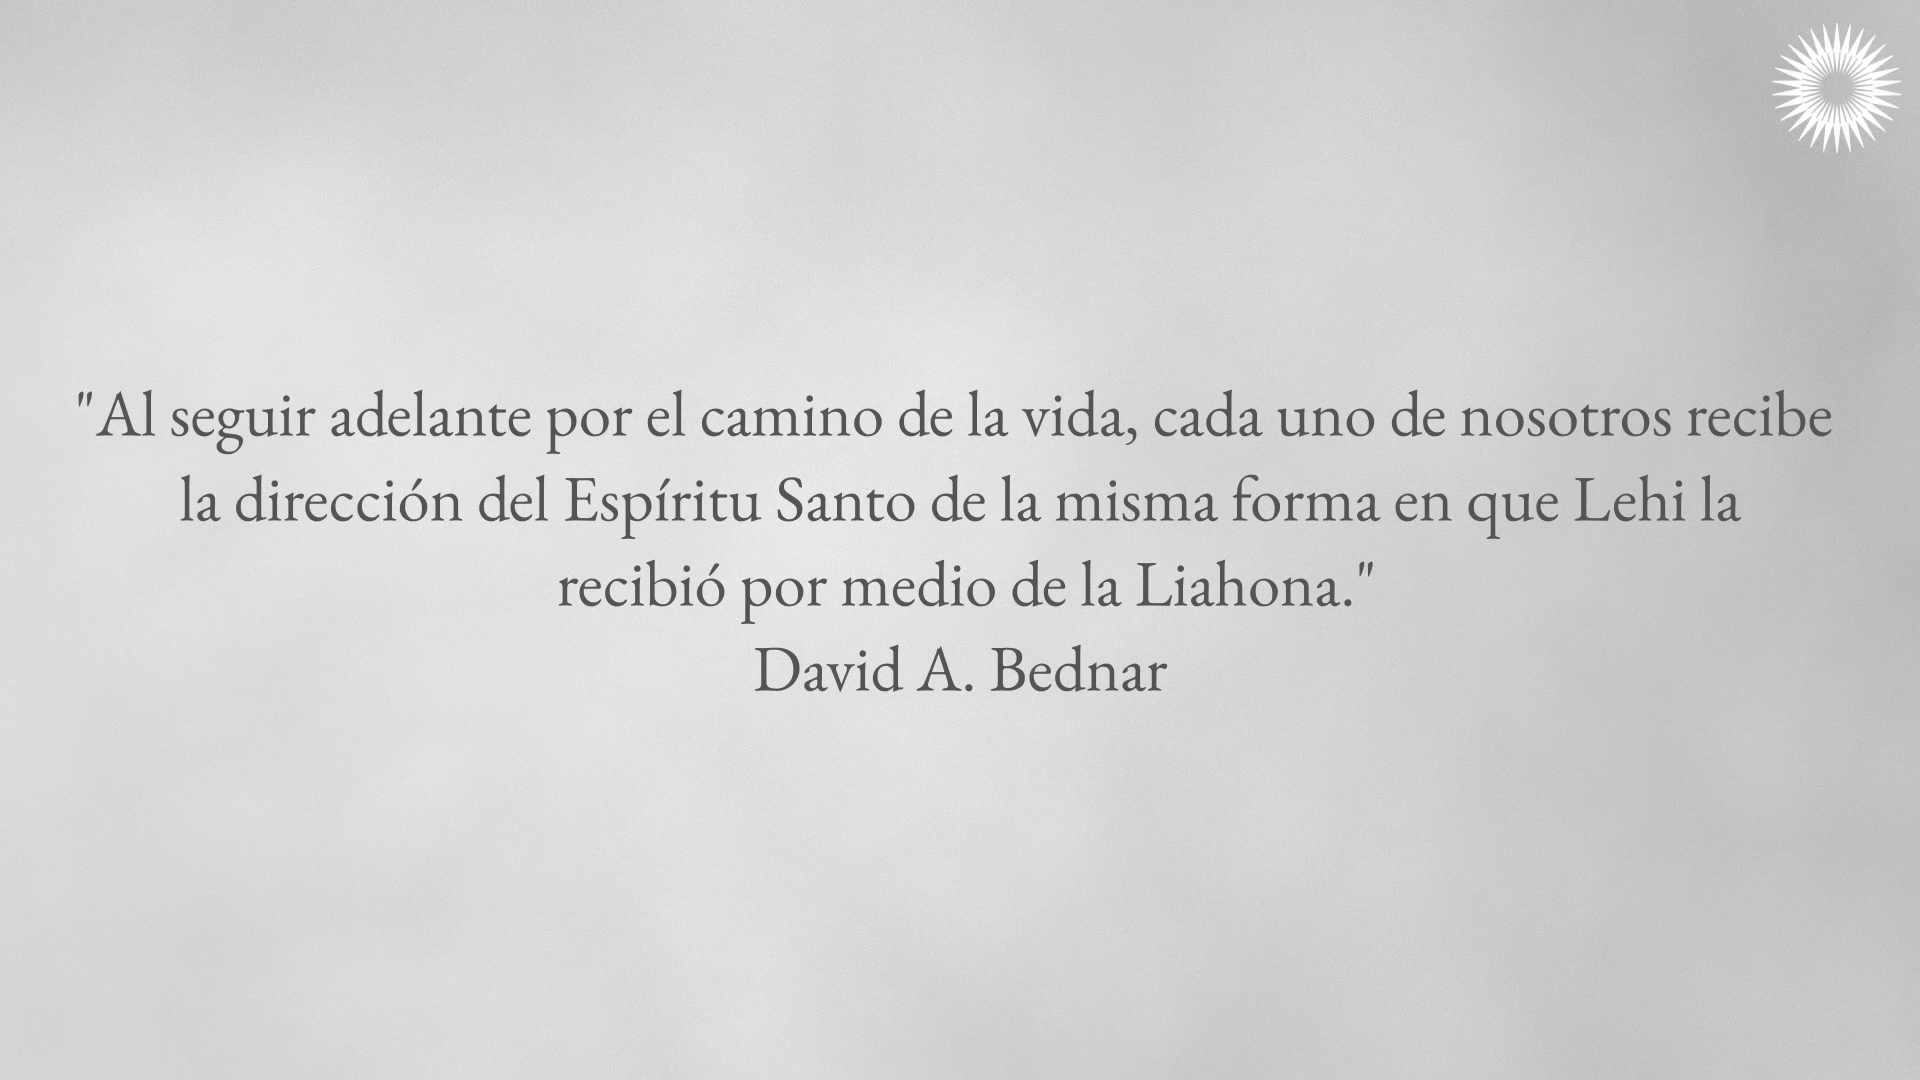 "Al seguir adelante por el camino de la vida, cada uno de nosotros recibe
la dirección del Espíritu Santo de la misma forma en que Lehi la
recibió por medio de la Liahona."
David A. Bednar